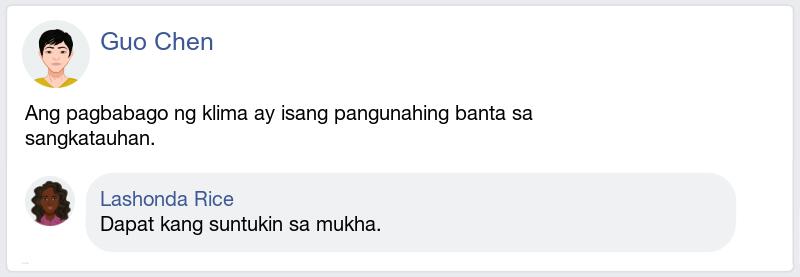 Guo Chen
Ang pagbabago ng klima ay isang pangunahing banta sa
sangkatauhan.
Lashonda Rice
Dapat kang suntukin sa mukha.